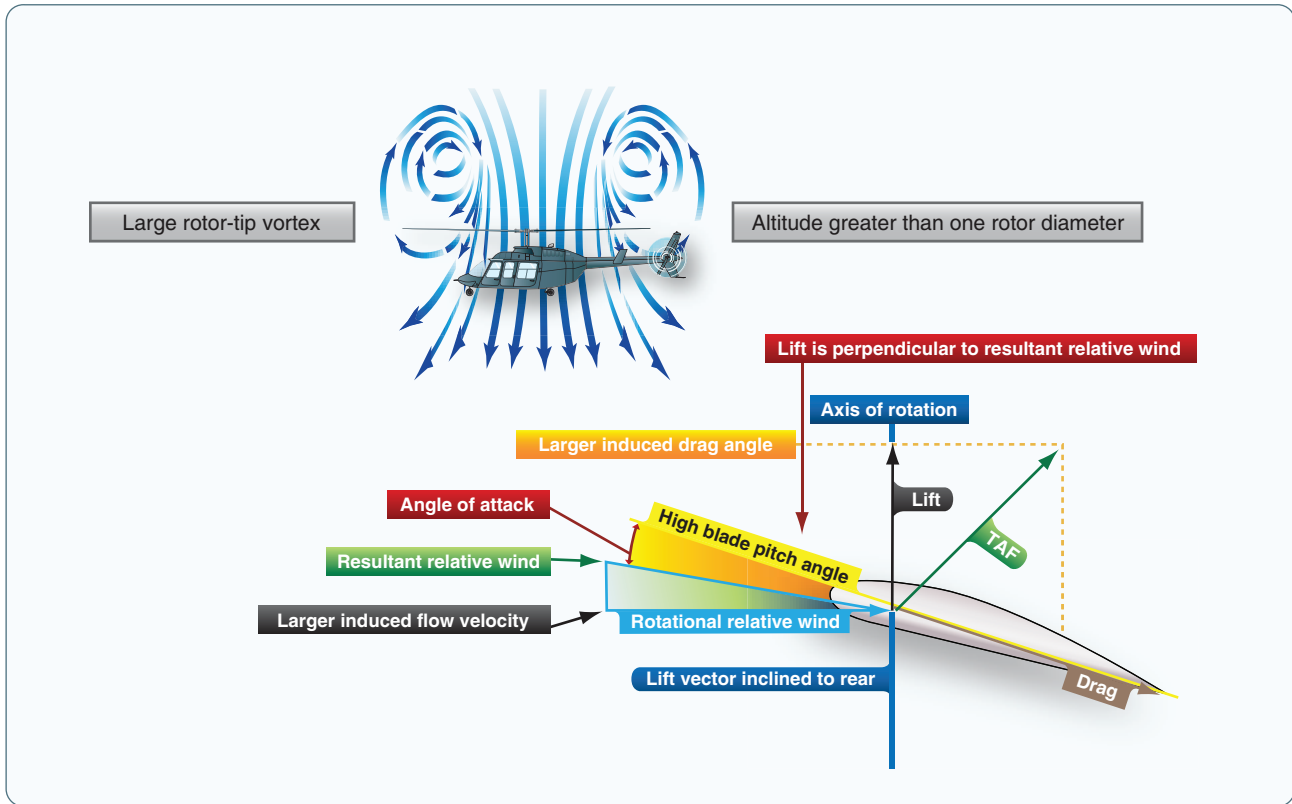 Large rotor-tip vortex
Altitude greater than one rotor diameter
Lift is perpendicular to resultant relative wind
Axis of rotation
Larger induced drag angle
Lift
Angle of attack
High blade pitch angle
TAF
Resultant relative wind
Larger induced flow velocity
Rotational relative wind
Lift vector inclined to rear
Drag